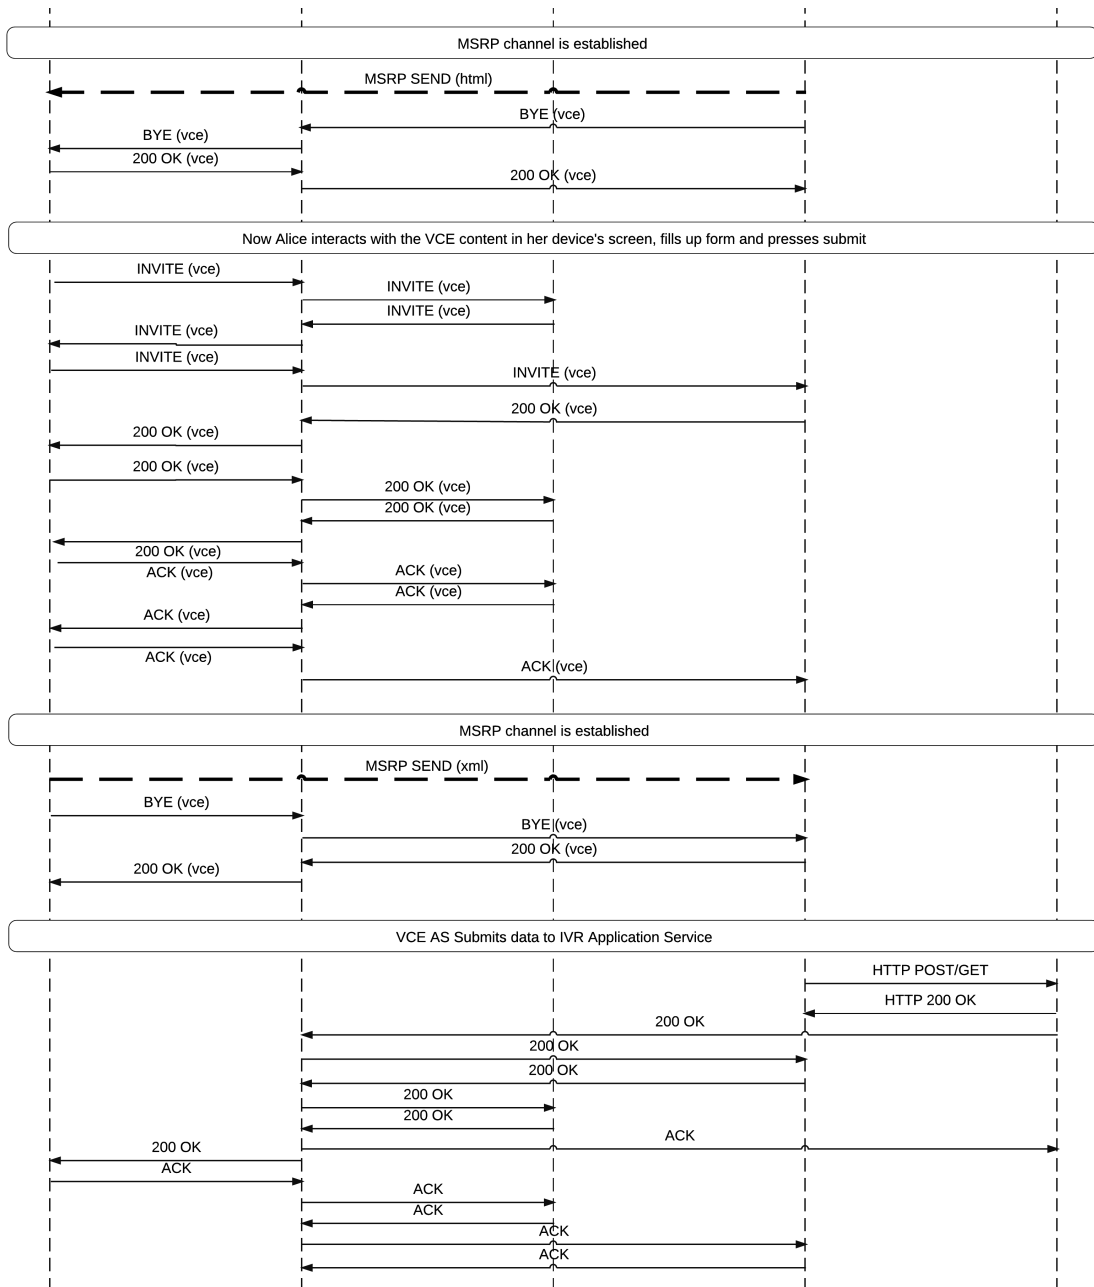 MSRP channel is established
MSRP SEND (html)
BYE (vce)
BYE (vce)
200 OK (vce)
200 OK (vce)
Now Alice interacts with the VCE content in her device's screen, fills up form and presses submit
INVITE (vce)
INVITE (vce)
INVITE (vce)
INVITE (vce)
INVITE (vce)
INVITE (vce)
200 OK (vce)
200 OK (vce)
200 OK (vce)
200 OK (vce)
200 OK (vce)
200 OK (vce)
ACK (vce)
ACK (vce)
ACK (vce)
ACK (vce)
ACK (vce)
ACK (vce)
MSRP channel is established
MSRP SEND (xml)
BYE (vce)
BYE (vce)
200 OK (vce)
200 OK (vce)
VCE AS Submits data to IVR Application Service
HTTP POST/GET
HTTP 200 OK
200 OK
200 OK
200 OK
200 OK
200 OK
ACK
200 OK
ACK
ACK
ACK
ACK
ACK